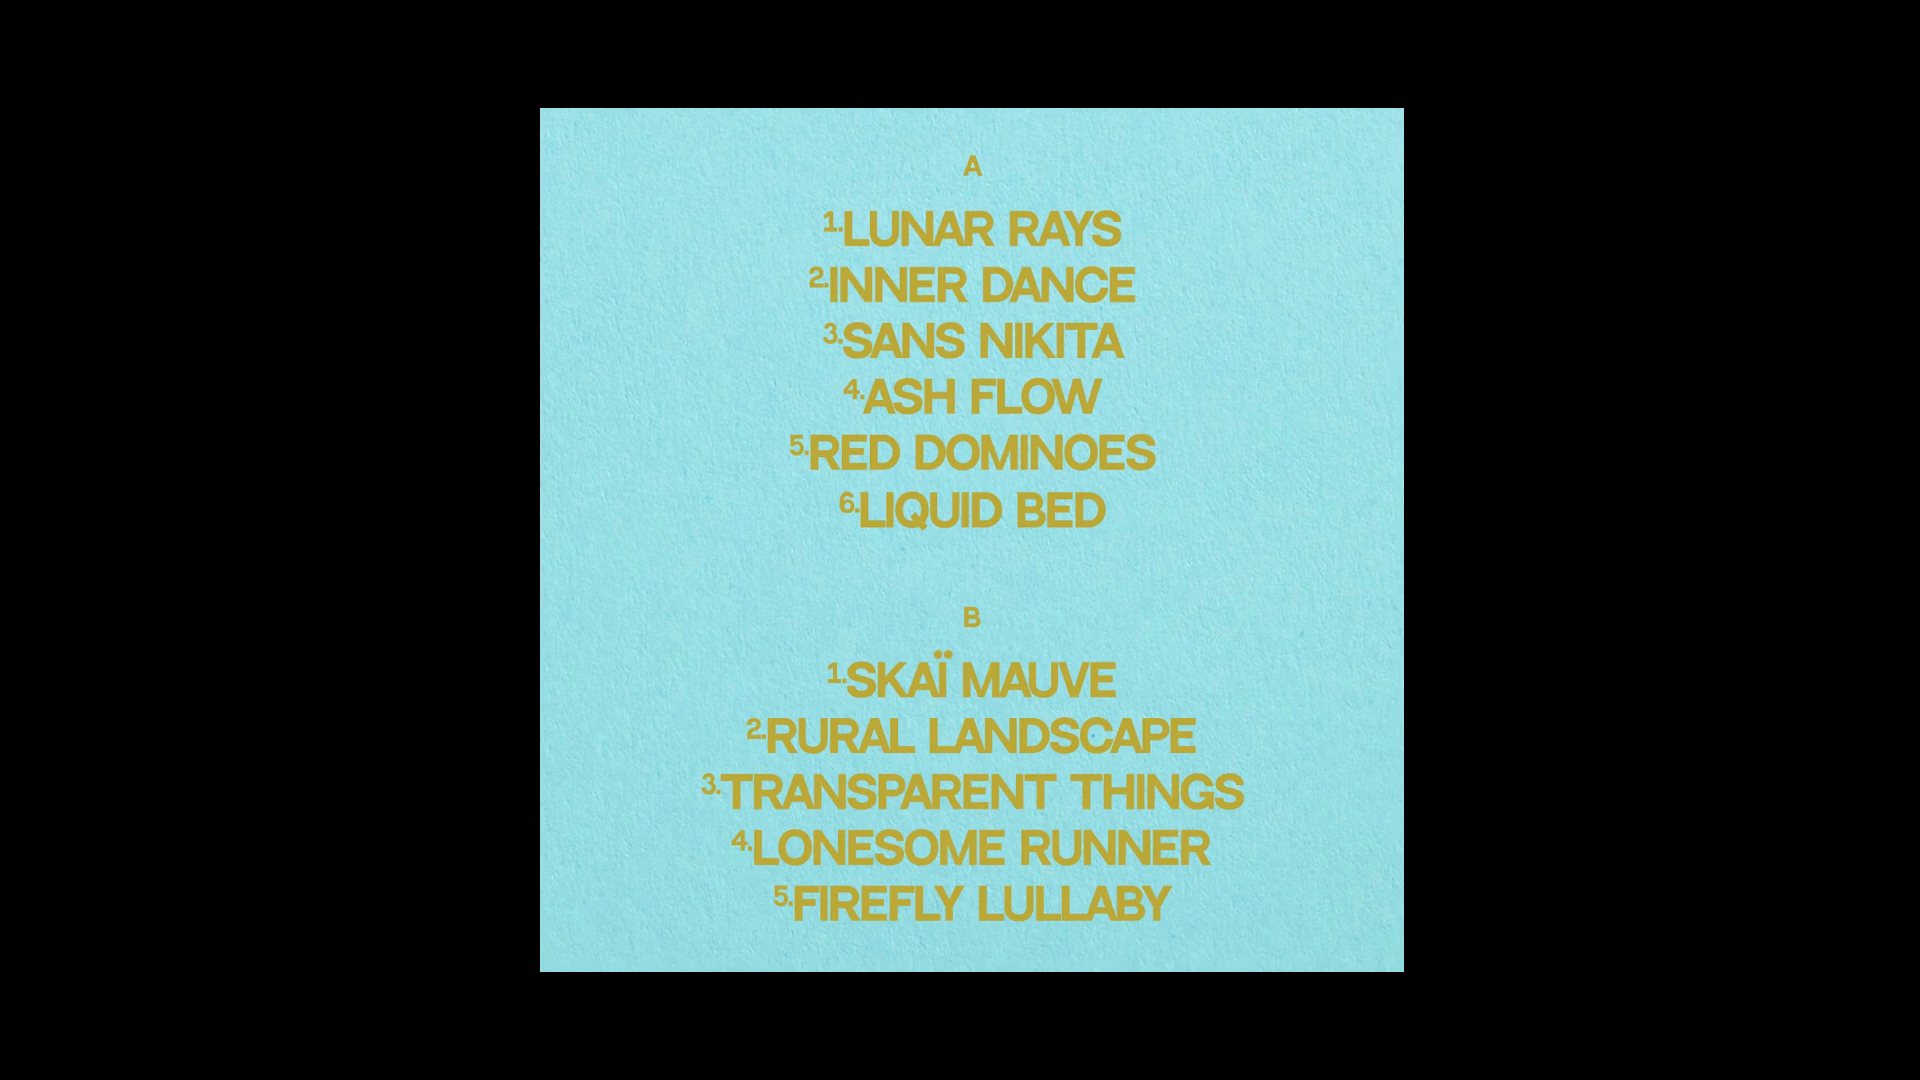 A
1.LUNAR RAYS
2.INNER DANCE
3.SANS NIKITA
4.ASH FLOW
5.RED DOMINOES
6.LIQUID BED
B
1.SKAÏ MAUVE
2.RURAL LANDSCAPE
3.TRANSPARENT THINGS
4.LONESOME RUNNER
5.FIREFLY LULLABY